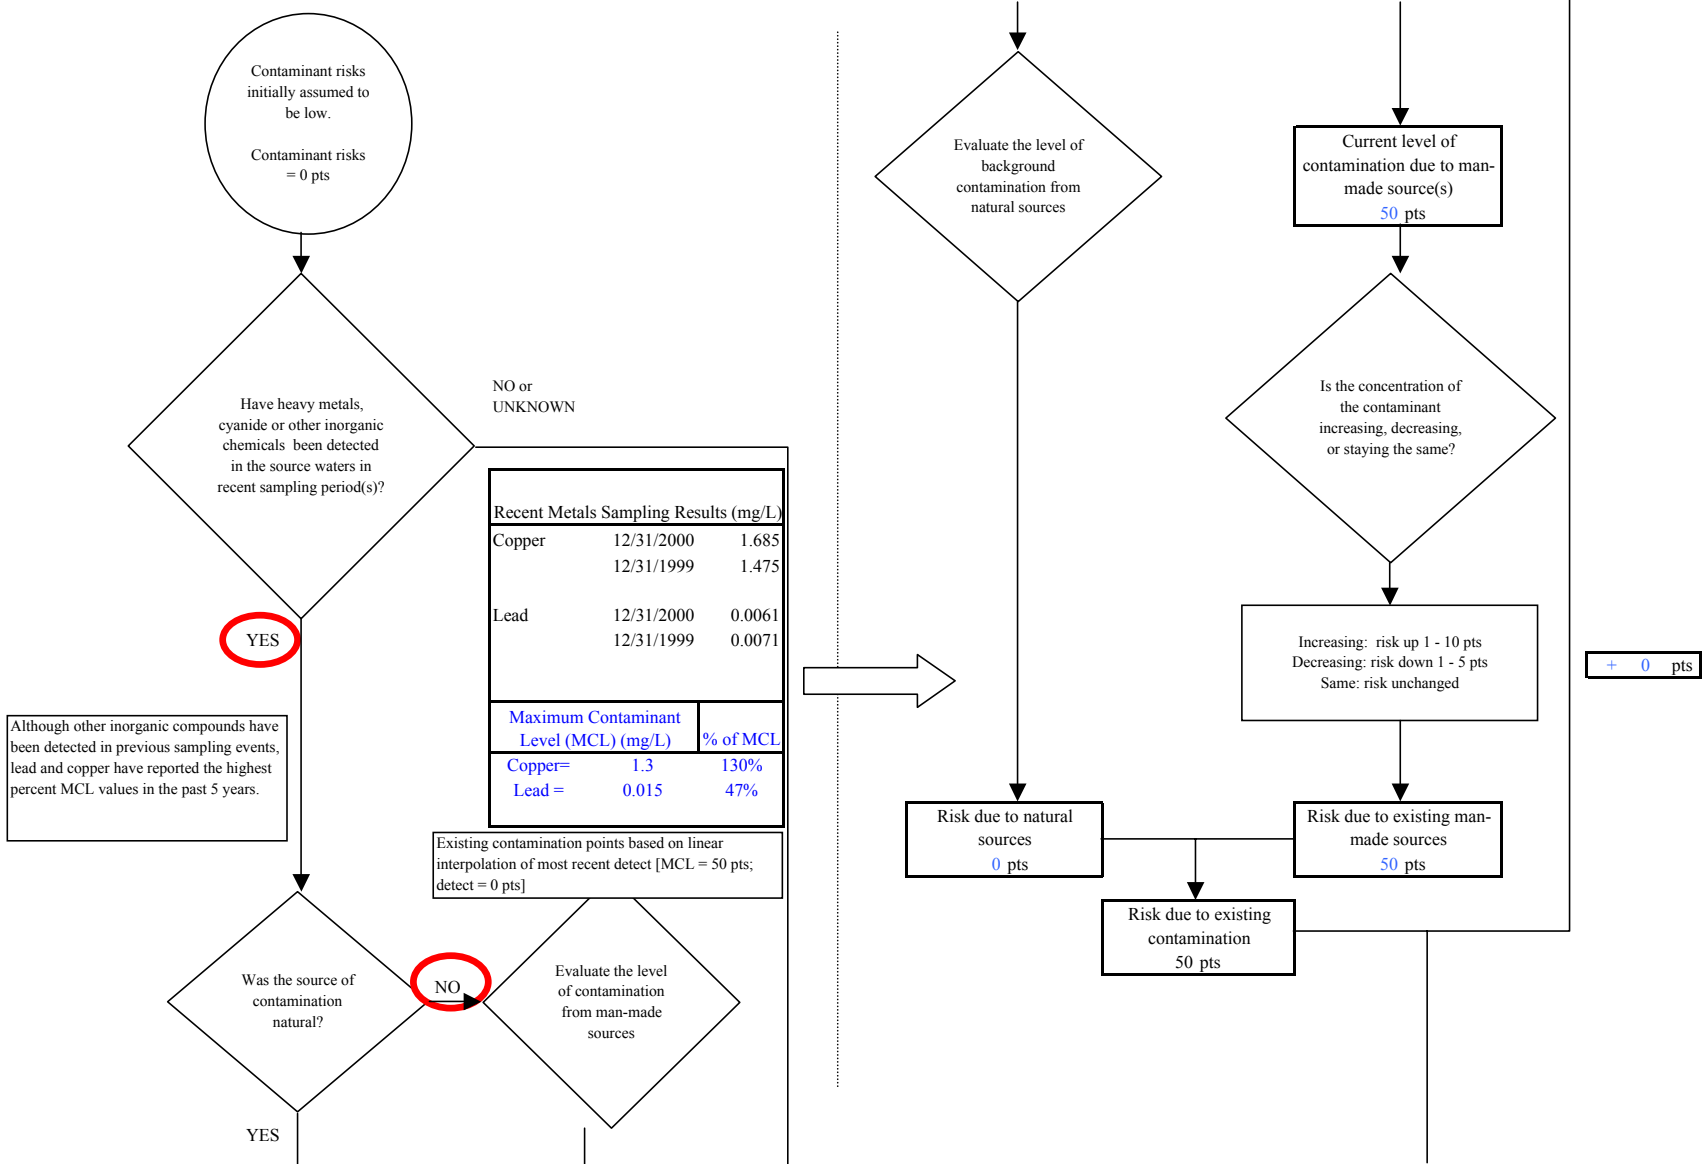 Contaminant risks
initially assumed to
be low.
Contaminant risks
= 0 pts
Have heavy metals,
cyanide or other inorganic
chemicals been detected
in the source waters in
recent sampling period(s)?
NO or
UNKNOWN
YES
Recent Metals Sampling Results (mg/L)
Copper 12/31/2000 1.685
12/31/1999 1.475
Lead 12/31/2000 0.0061
12/31/1999 0.0071
Maximum Contaminant
Level (MCL) (mg/L) % of MCL
Copper= 1.3 130%
Lead = 0.015 47%
Although other inorganic compounds have
been detected in previous sampling events,
lead and copper have reported the highest
percent MCL values in the past 5 years.
Existing contamination points based on linear
interpolation of most recent detect [MCL = 50 pts;
detect = 0 pts]
Was the source of
contamination
natural?
NO
Evaluate the level
of contamination
from man-made
sources
YES
Evaluate the level of
background
contamination from
natural sources
Current level of
contamination due to man-
made source(s)
50 pts
Is the concentration of
the contaminant
increasing, decreasing,
or staying the same?
Increasing: risk up 1 - 10 pts
Decreasing: risk down 1 - 5 pts
Same: risk unchanged
+ 0 pts
Risk due to natural
sources
0 pts
Risk due to existing man-
made sources
50 pts
Risk due to existing
contamination
50 pts